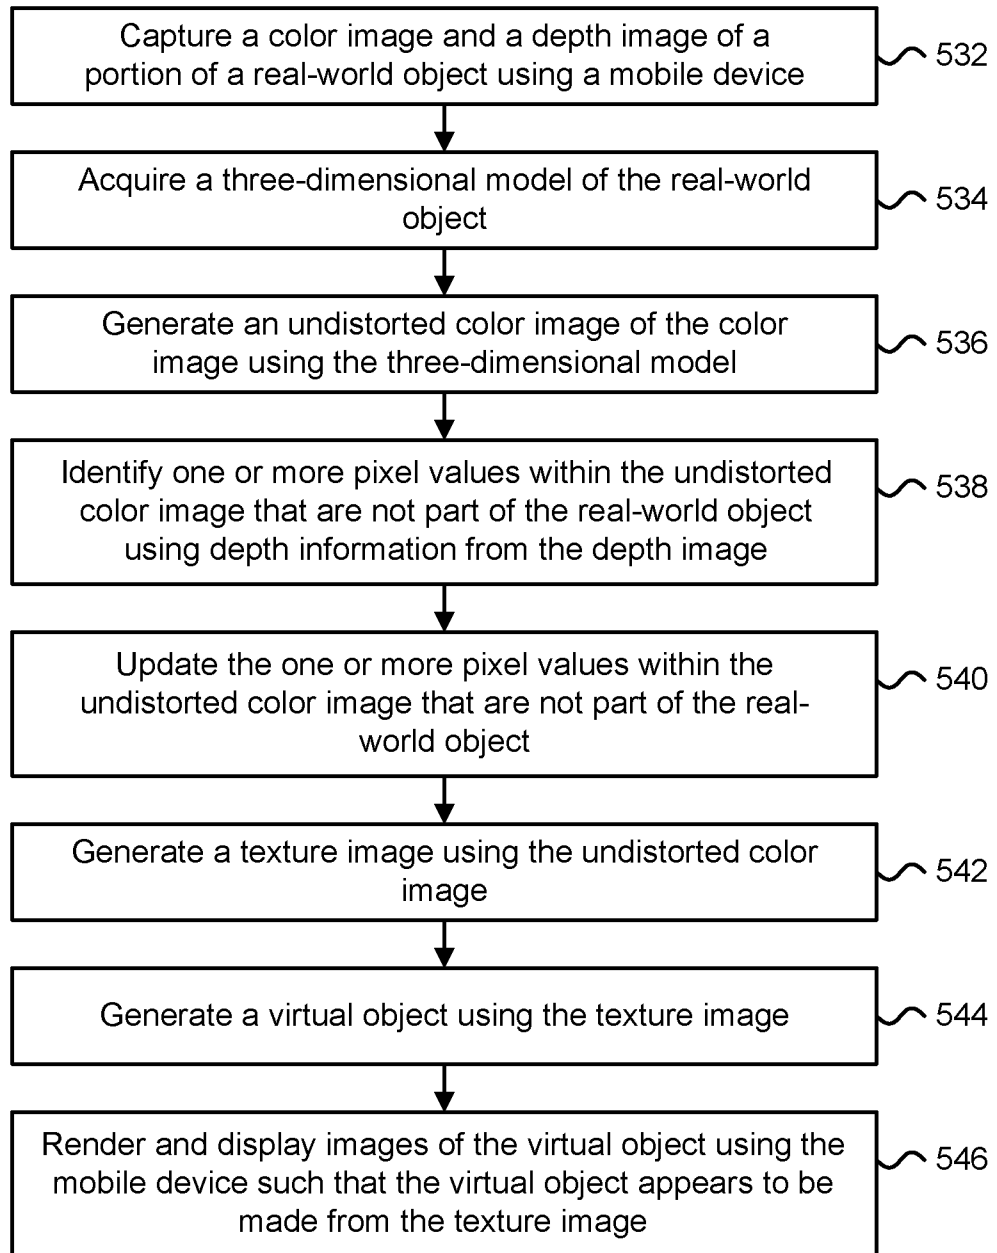 Capture a color image and a depth image of a
portion of a real-world object using a mobile device
532
Acquire a three-dimensional model of the real-world
object
534
Generate an undistorted color image of the color
image using the three-dimensional model
536
Identify one or more pixel values within the undistorted
color image that are not part of the real-world object
using depth information from the depth image
538
Update the one or more pixel values within the
undistorted color image that are not part of the real-
world object
540
Generate a texture image using the undistorted color
image
542
Generate a virtual object using the texture image
544
Render and display images of the virtual object using the
mobile device such that the virtual object appears to be
made from the texture image
546